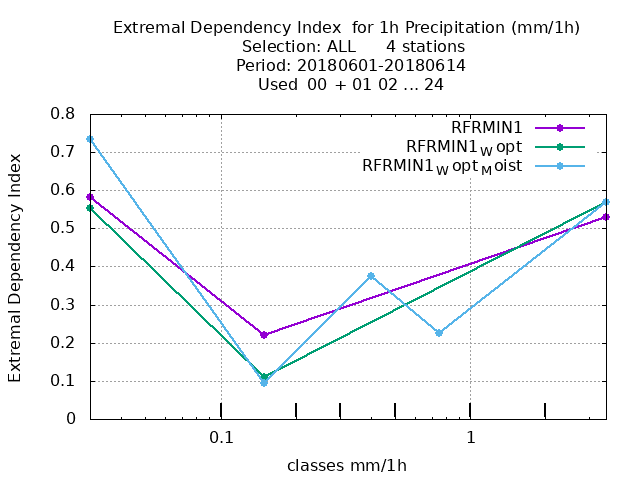 Extremal Dependency Index  for 1h Precipitation (mm/1h)
Selection: ALL      4 stations
Period: 20180601-20180614
Used  00  + 01 02 ... 24
RFRMIN1
RFRMIN1_Wopt
RFRMIN1_Wopt_Moist
Extremal Dependency Index
0.8
0.7
0.6
0.5
0.4
0.3
0.2
0.1
0
0.1 1
classes mm/1h